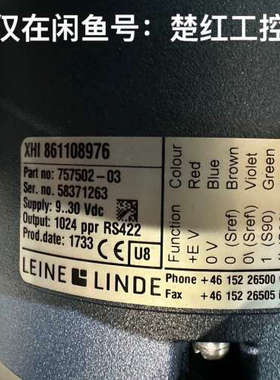 仅在闲鱼号：楚红工控
XHI 861108976
Part no: 757502-03
Ser. no: 58371263
Supply: 9..30 Vdc
Output: 1024 ppr RS422
Prod.date: 1733 CE U8
LEINE LINDE
Colour Function
Red +E V
Blue 0 V
Brown 0 (Sref)
Violet 0\ (Sref)
Green 1 (S90)
Phone +46 152 26500
Fax +46 152 26505